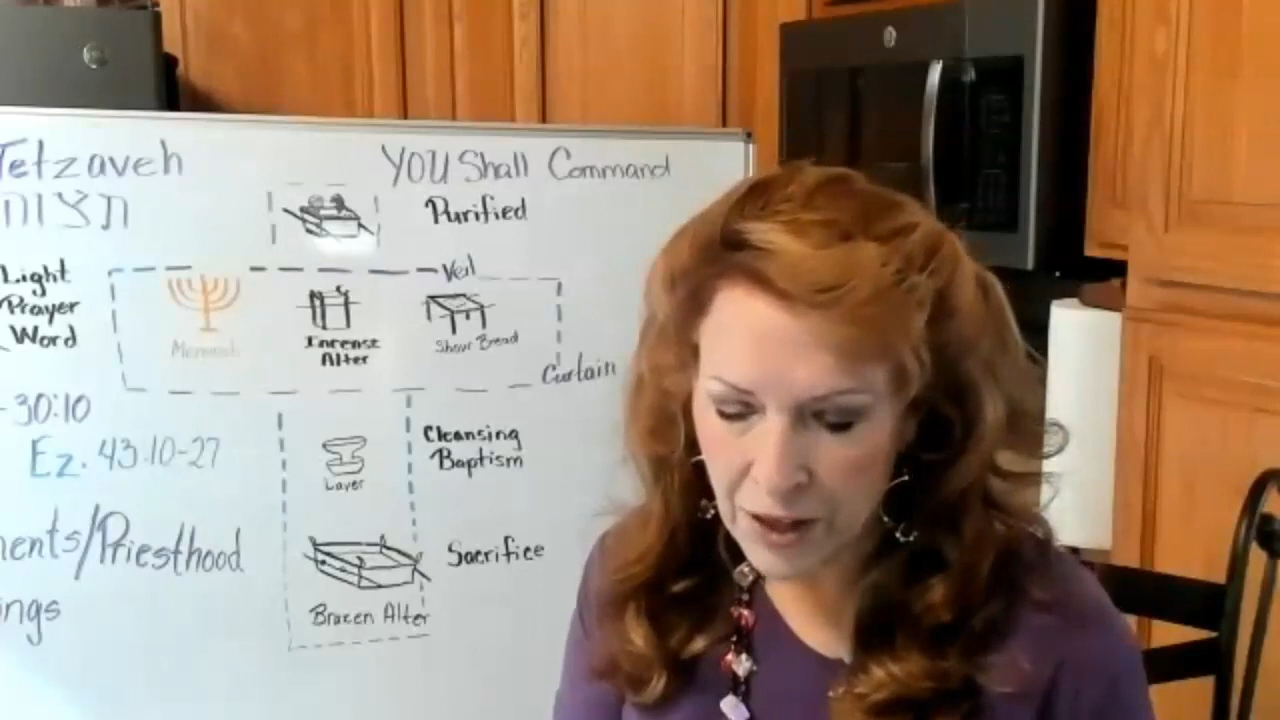 Tetzaveh
YOU Shall Command
תצוה
Purified
Light
Prayer
Word
Veil
Menorah
Incense
Alter
Show Bread
Curtain
-30:10
Ez. 43:10-27
Cleansing
Baptism
Laver
ents/Priesthood
Sacrifice
ings
Brazen Alter